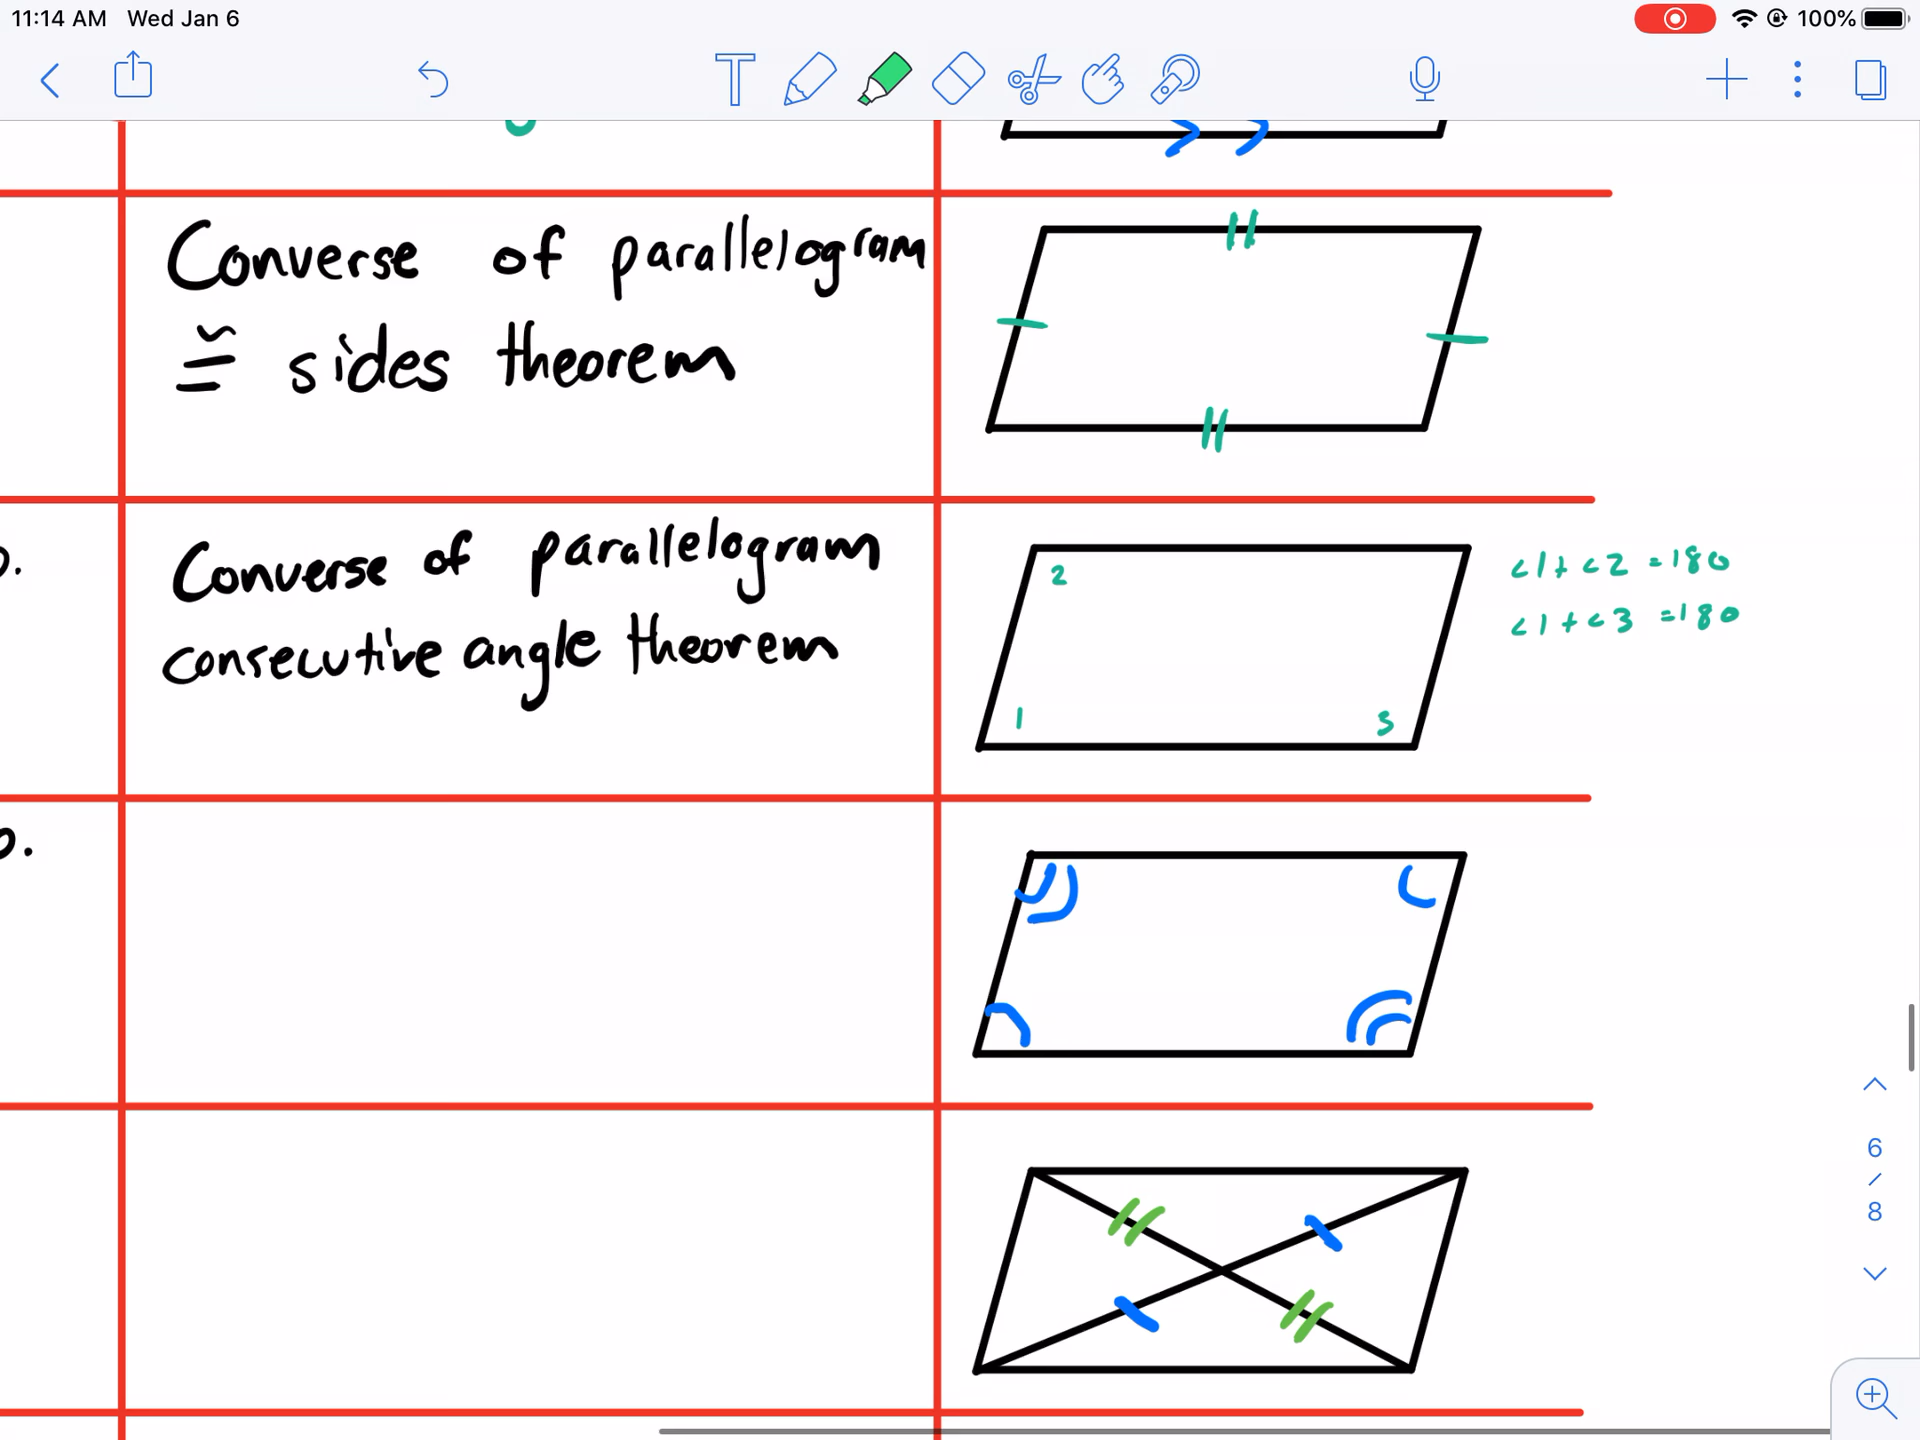 11:14 AM Wed Jan 6
100%
Converse of parallelogram
≅ sides theorem
Converse of parallelogram
consecutive angle theorem
2
1
3
<1 + <2 = 180
<1 + <3 = 180
6
/
8